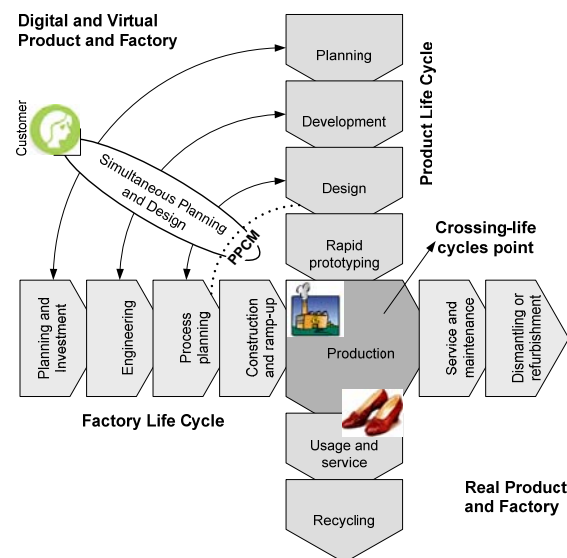 Digital and Virtual
Product and Factory
Planning
Product Life Cycle
Customer
Development
Simultaneous Planning
and Design
Design
PPCM
Rapid
prototyping
Crossing-life
cycles point
Planning and
Investment
Engineering
Process
planning
Construction
and ramp-up
Production
Service and
maintenance
Dismantling or
refurbishment
Factory Life Cycle
Usage and
service
Real Product
and Factory
Recycling